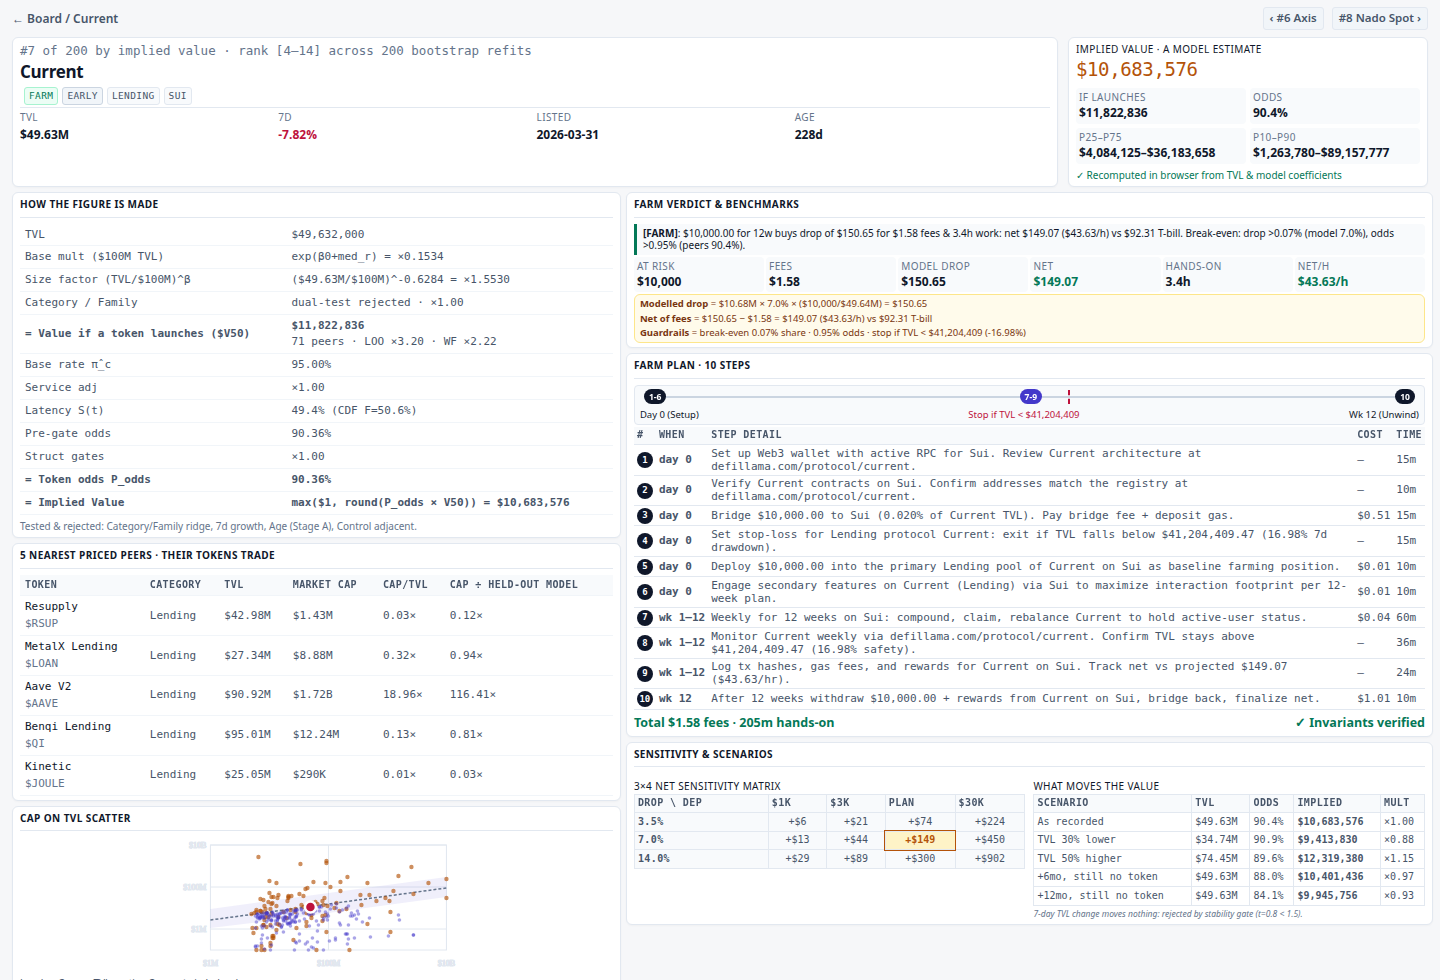 ← Board / Current
‹ #6 Axis
#8 Nado Spot ›
#7 of 200 by implied value · rank [4–14] across 200 bootstrap refits
Current
FARM EARLY LENDING SUI
TVL 7D LISTED AGE
$49.63M -7.82% 2026-03-31 228d
IMPLIED VALUE · A MODEL ESTIMATE
$10,683,576
IF LAUNCHES ODDS
$11,822,836 90.4%
P25–P75 P10–P90
$4,084,125–$36,183,658 $1,263,780–$89,157,777
✓ Recomputed in browser from TVL & model coefficients
HOW THE FIGURE IS MADE
TVL $49,632,000
Base mult ($100M TVL) exp(β0+med_r) = ×0.1534
Size factor (TVL/$100M)^β ($49.63M/$100M)^-0.6284 = ×1.5530
Category / Family dual-test rejected · ×1.00
= Value if a token launches ($V50) $11,822,836
71 peers · LOO ×3.20 · WF ×2.22
Base rate π̂_c 95.00%
Service adj ×1.00
Latency S(t) 49.4% (CDF F=50.6%)
Pre-gate odds 90.36%
Struct gates ×1.00
= Token odds P_odds 90.36%
= Implied Value max($1, round(P_odds × V50)) = $10,683,576
Tested & rejected: Category/Family ridge, 7d growth, Age (Stage A), Control adjacent.
5 NEAREST PRICED PEERS · THEIR TOKENS TRADE
TOKEN CATEGORY TVL MARKET CAP CAP/TVL CAP ÷ HELD-OUT MODEL
Resupply
$RSUP Lending $42.98M $1.43M 0.03× 0.12×
MetalX Lending
$LOAN Lending $27.34M $8.88M 0.32× 0.94×
Aave V2
$AAVE Lending $90.92M $1.72B 18.96× 116.41×
Benqi Lending
$QI Lending $95.01M $12.24M 0.13× 0.81×
Kinetic
$JOULE Lending $25.05M $290K 0.01× 0.03×
CAP ON TVL SCATTER
FARM VERDICT & BENCHMARKS
[FARM]: $10,000.00 for 12w buys drop of $150.65 for $1.58 fees & 3.4h work: net $149.07 ($43.63/h) vs $92.31 T-bill. Break-even: drop >0.07% (model 7.0%), odds
>0.95% (peers 90.4%).
AT RISK FEES MODEL DROP NET HANDS-ON NET/H
$10,000 $1.58 $150.65 $149.07 3.4h $43.63/h
Modelled drop = $10.68M × 7.0% × ($10,000/$49.64M) = $150.65
Net of fees = $150.65 − $1.58 = $149.07 ($43.63/h) vs $92.31 T-bill
Guardrails = break-even 0.07% share · 0.95% odds · stop if TVL < $41,204,409 (-16.98%)
FARM PLAN · 10 STEPS
1-6 7-9 10
Day 0 (Setup) Stop if TVL < $41,204,409 Wk 12 (Unwind)
# WHEN STEP DETAIL COST TIME
1 day 0 Set up Web3 wallet with active RPC for Sui. Review Current architecture at
defillama.com/protocol/current. — 15m
2 day 0 Verify Current contracts on Sui. Confirm addresses match the registry at
defillama.com/protocol/current. — 10m
3 day 0 Bridge $10,000.00 to Sui (0.020% of Current TVL). Pay bridge fee + deposit gas. $0.51 15m
4 day 0 Set stop-loss for Lending protocol Current: exit if TVL falls below $41,204,409 (16.98% 7d
drawdown). — 15m
5 day 0 Deploy $10,000.00 into the primary Lending pool of Current on Sui as baseline farming position. $0.01 10m
6 day 0 Engage secondary features on Current (Lending) via Sui to maximize interaction footprint per 12-
week plan. $0.01 10m
7 wk 1–12 Weekly for 12 weeks on Sui: compound, claim, rebalance Current to hold active-user status. $0.04 60m
8 wk 1–12 Monitor Current weekly via defillama.com/protocol/current. Confirm TVL stays above
$41,204,409.47 (16.98% safety). — 36m
9 wk 1–12 Log tx hashes, gas fees, and rewards for Current on Sui. Track net vs projected $149.07
($43.63/hr). — 24m
10 wk 12 After 12 weeks withdraw $10,000.00 + rewards from Current on Sui, bridge back, finalize net. $1.01 10m
Total $1.58 fees · 205m hands-on ✓ Invariants verified
SENSITIVITY & SCENARIOS
3×4 NET SENSITIVITY MATRIX
DROP \ DEP $1K $3K PLAN $30K
3.5% +$6 +$21 +$74 +$224
7.0% +$13 +$44 +$149 +$450
14.0% +$29 +$89 +$300 +$902
WHAT MOVES THE VALUE
SCENARIO TVL ODDS IMPLIED MULT
As recorded $49.63M 90.4% $10,683,576 ×1.00
TVL 30% lower $34.74M 90.9% $9,413,830 ×0.88
TVL 50% higher $74.45M 89.6% $12,319,380 ×1.15
+6mo, still no token $49.63M 88.0% $10,401,436 ×0.97
+12mo, still no token $49.63M 84.1% $9,945,756 ×0.93
7-day TVL change moves nothing: rejected by stability gate (t=0.8 < 1.5).